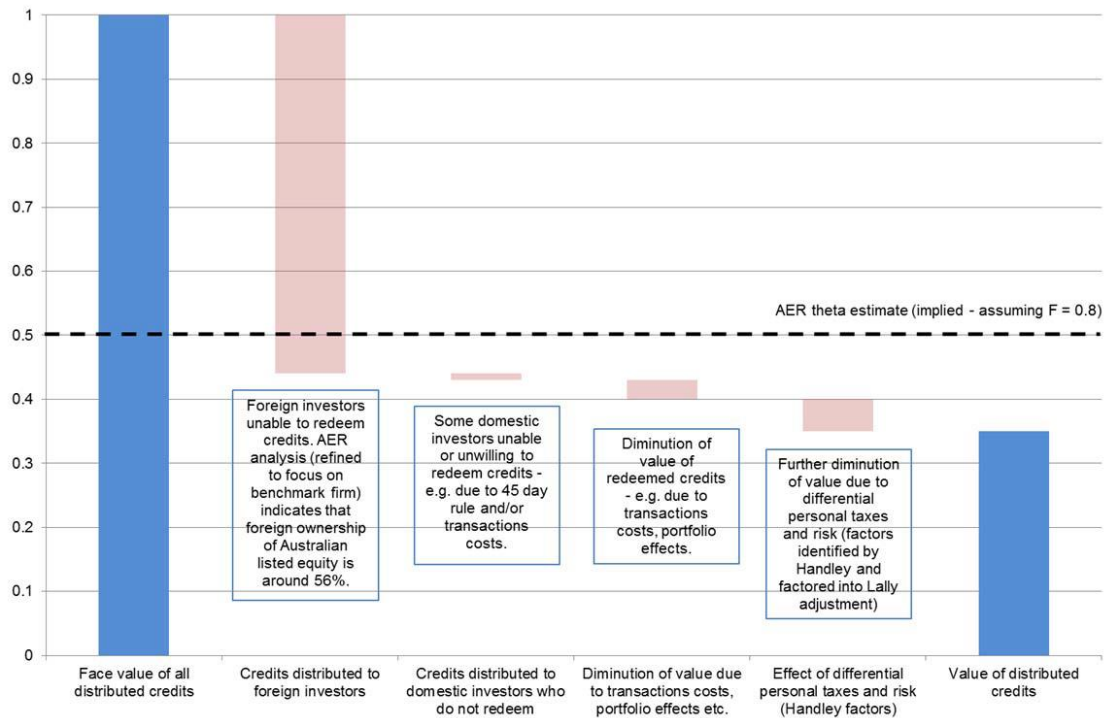 1
0.9
0.8
0.7
0.6
AER theta estimate (implied - assuming F = 0.8)
0.5
0.4
0.3
0.2
0.1
0
Foreign investors
unable to redeem
credits. AER
analysis (refined
to focus on
benchmark firm)
indicates that
foreign ownership
of Australian
listed equity is
around 56%.
Some domestic
investors unable
or unwilling to
redeem credits -
e.g. due to 45 day
rule and/or
transactions
costs.
Diminution of
value of
redeemed credits
- e.g. due to
transactions
costs, portfolio
effects.
Further diminution
of value due to
differential
personal taxes
and risk (factors
identified by
Handley and
factored into Lally
adjustment)
Face value of all
distributed credits
Credits distributed to
foreign investors
Credits distributed to
domestic investors who
do not redeem
Diminution of value due
to transactions costs,
portfolio effects etc.
Effect of differential
personal taxes and risk
(Handley factors)
Value of distributed
credits